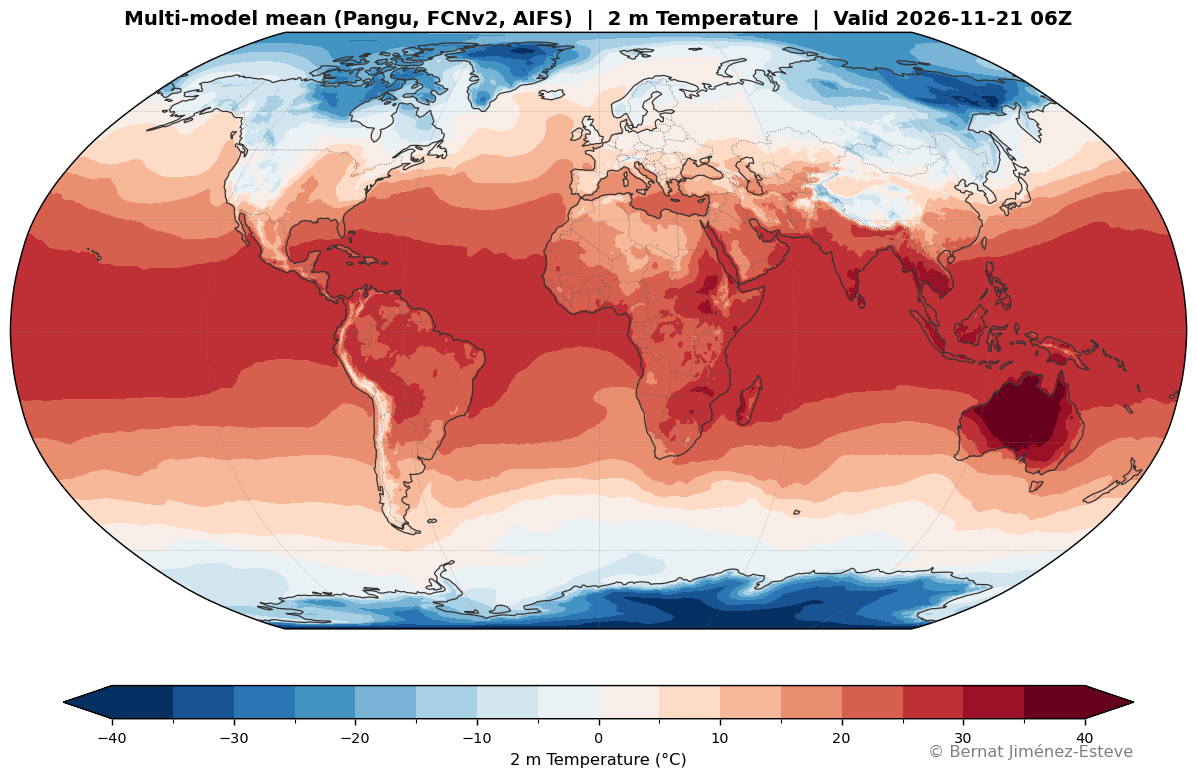 Multi-model mean (Pangu, FCNv2, AIFS)  |  2 m Temperature  |  Valid 2026-11-21 06Z
−40 −30 −20 −10 0 10 20 30 40
2 m Temperature (°C)
© Bernat Jiménez-Esteve